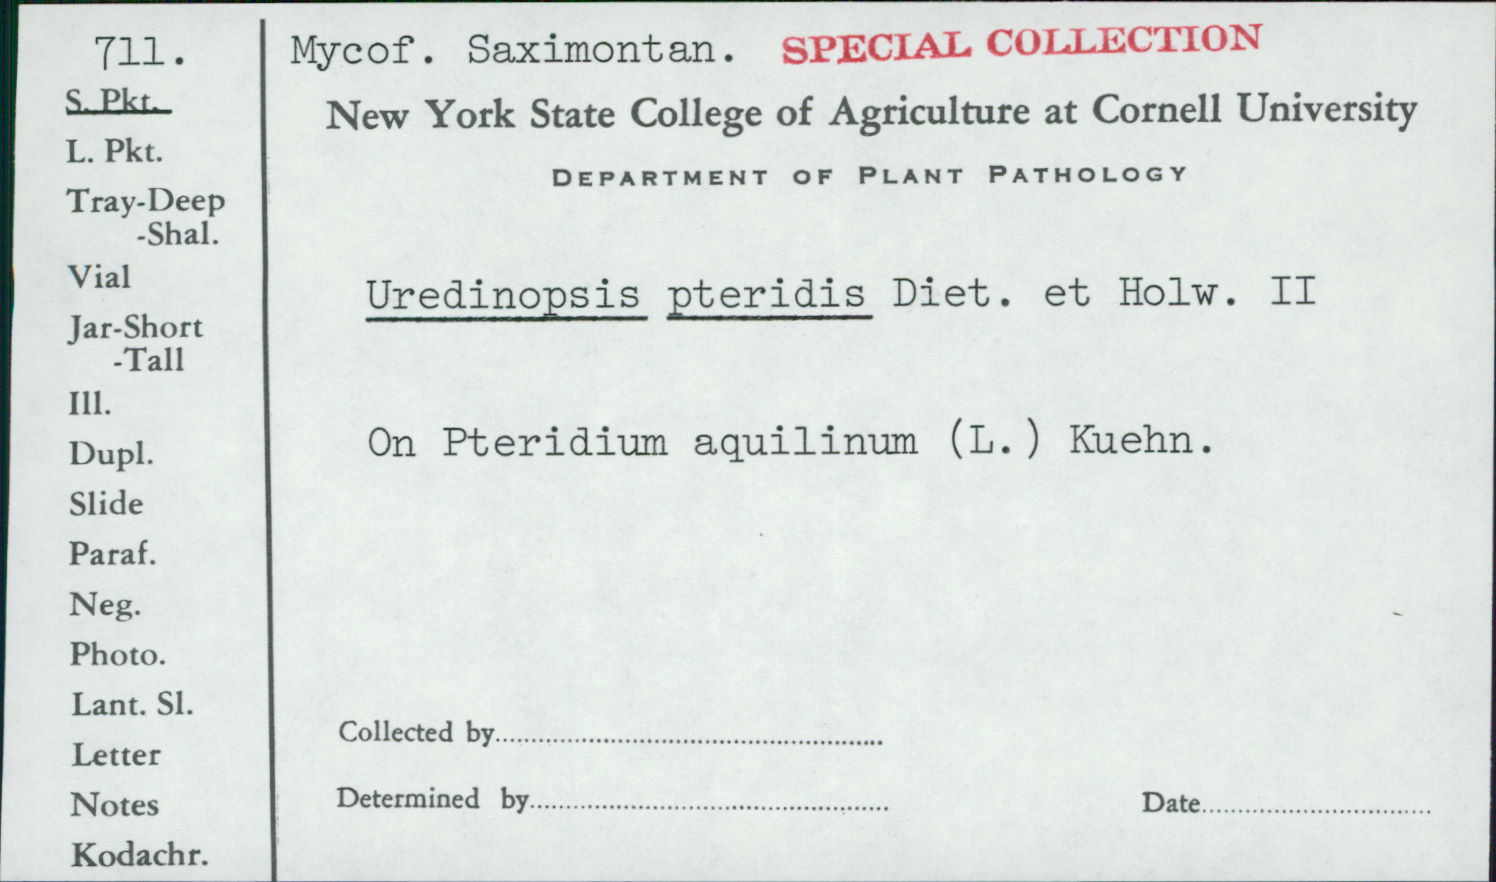 711.
S. Pkt.
L. Pkt.
Tray-Deep
-Shal.
Vial
Jar-Short
-Tall
Ill.
Dupl.
Slide
Paraf.
Neg.
Photo.
Lant. Sl.
Letter
Notes
Kodachr.
Mycof. Saximontan. SPECIAL COLLECTION
New York State College of Agriculture at Cornell University
DEPARTMENT OF PLANT PATHOLOGY
Uredinopsis pteridis Diet. et Holw. II
On Pteridium aquilinum (L.) Kuehn.
Collected by
Determined by Date